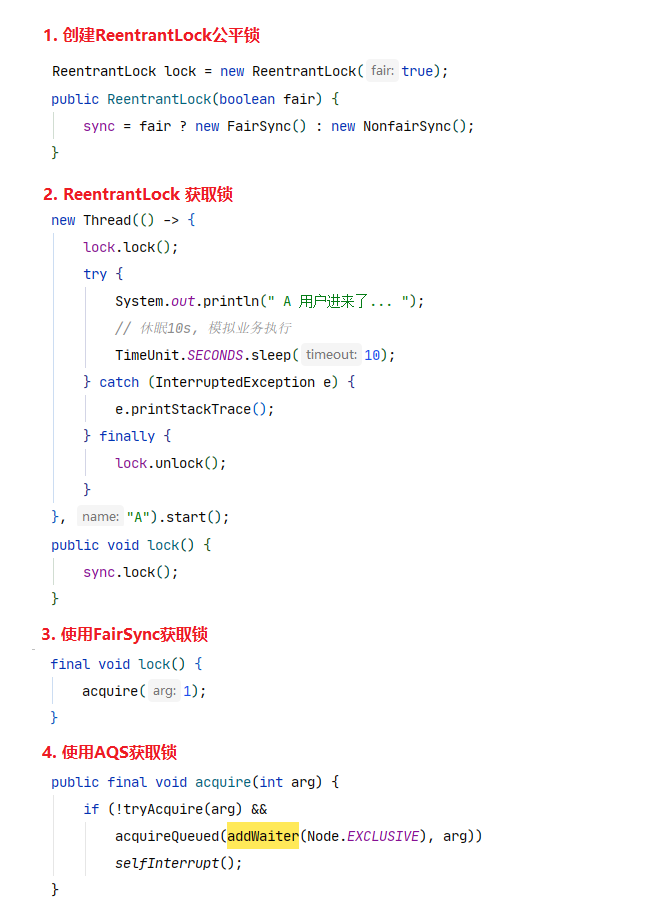 1. 创建ReentrantLock公平锁
ReentrantLock lock = new ReentrantLock( fair: true);
public ReentrantLock(boolean fair) {
sync = fair ? new FairSync() : new NonfairSync();
}
2. ReentrantLock 获取锁
new Thread(() -> {
lock.lock();
try {
System.out.println(" A 用户进来了... ");
// 休眠10s, 模拟业务执行
TimeUnit.SECONDS.sleep( timeout: 10);
} catch (InterruptedException e) {
e.printStackTrace();
} finally {
lock.unlock();
}
}, name: "A").start();
public void lock() {
sync.lock();
}
3. 使用FairSync获取锁
final void lock() {
acquire( arg: 1);
}
4. 使用AQS获取锁
public final void acquire(int arg) {
if (!tryAcquire(arg) &&
acquireQueued(addWaiter(Node.EXCLUSIVE), arg))
selfInterrupt();
}